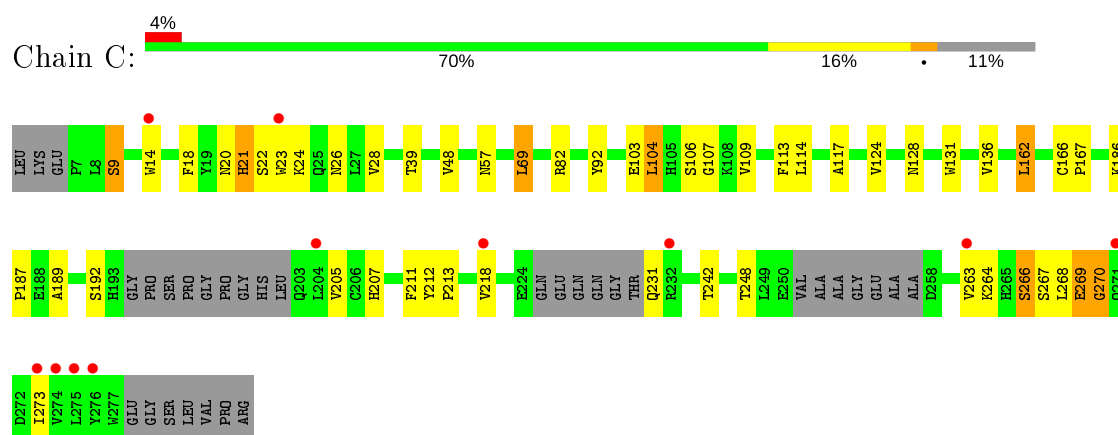 4%
Chain C:
70% 16% • 11%
LEU LYS GLU P7 L8 S9 W14 F18 Y19 N20 H21 S22 W23 K24 Q25 N26 L27 V28 T39 V48 N57 L69 R82 Y92 E103 L104 H105 S106 G107 K108 V109 F113 L114 A117 V124 N128 W131 V136 L162 C166 P167 K186
P187 E188 A189 S192 H193 GLY PRO SER PRO GLY PRO GLY HIS LEU Q203 L204 V205 C206 H207 F211 Y212 P213 V218 E224 GLN GLU GLN GLN GLY THR Q231 R232 T242 T248 L249 E250 VAL ALA ALA GLY GLU ALA ALA D258 V263 K264 H265 S266 S267 L268 E269 G270
D272 I273 V274 L275 Y276 W277 GLU GLY SER LEU VAL PRO ARG